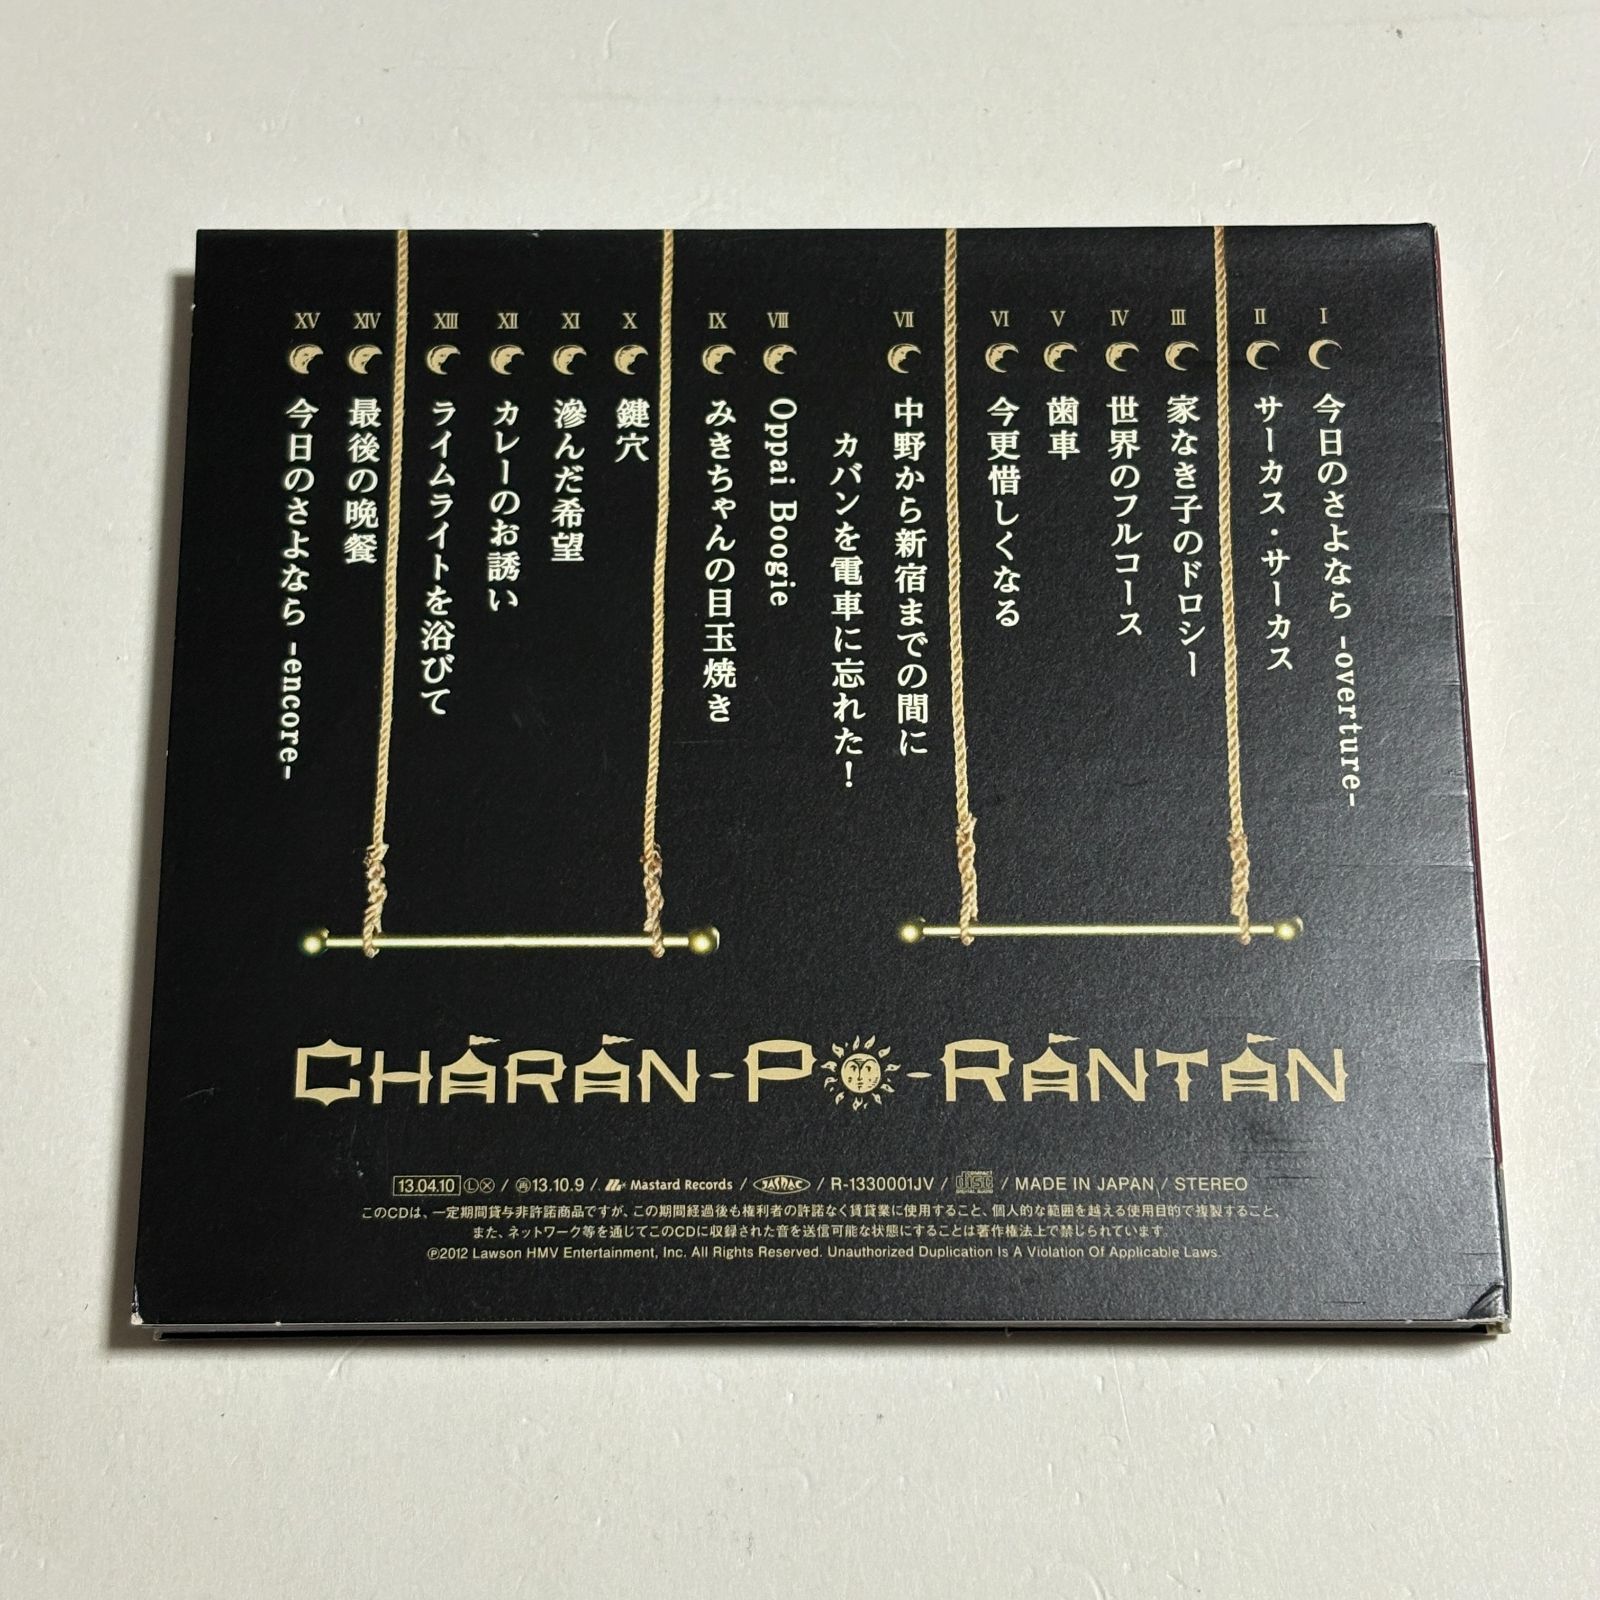 I 今日のさよなら -overture-
II サーカス・サーカス
III 家なき子のドロシー
IV 世界のフルコース
V 歯車
VI 今更惜しくなる
VII 中野から新宿までの間に
カバンを電車に忘れた！
VIII Oppai Boogie
IX みきちゃんの目玉焼き
X 鍵穴
XI 滲んだ希望
XII カレーのお誘い
XIII ライムライトを浴びて
XIV 最後の晩餐
XV 今日のさよなら -encore-
CHARAN-PO-RANTAN
13.04.10 Ⓛ Ⓧ / ㊢13.10.9 / Mastard Records / JASRAC / R-1330001JV / COMPACT disc DIGITAL AUDIO / MADE IN JAPAN / STEREO
このCDは、一定期間貸与非許諾商品ですが、この期間経過後も権利者の許諾なく賃貸業に使用すること、個人的な範囲を越える使用目的で複製すること、
また、ネットワーク等を通じてこのCDに収録された音を送信可能な状態にすることは著作権法上で禁じられています。
℗2012 Lawson HMV Entertainment, Inc. All Rights Reserved. Unauthorized Duplication Is A Violation Of Applicable Laws.